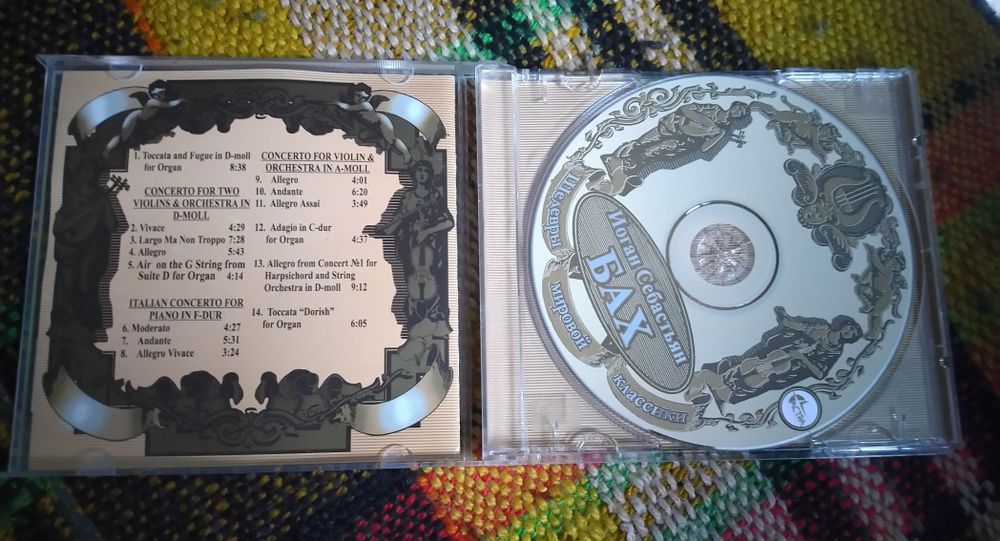 1. Toccata and Fugue in D-moll
for Organ 8:38
CONCERTO FOR TWO
VIOLINS & ORCHESTRA IN
D-MOLL
2. Vivace 4:29
3. Largo Ma Non Troppo 7:28
4. Allegro 5:43
5. Air on the G String from
Suite D for Organ 4:14
ITALIAN CONCERTO FOR
PIANO IN F-DUR
6. Moderato 4:27
7. Andante 5:31
8. Allegro Vivace 3:24
CONCERTO FOR VIOLIN &
ORCHESTRA IN A-MOLL
9. Allegro 4:01
10. Andante 6:20
11. Allegro Assai 3:49
12. Adagio in C-dur
for Organ 4:37
13. Allegro from Concert №1 for
Harpsichord and String
Orchestra in D-moll 9:12
14. Toccata "Dorish"
for Organ 6:05
Иоган Себастьян
БАХ
Шедевры мировой классики
АСТРА